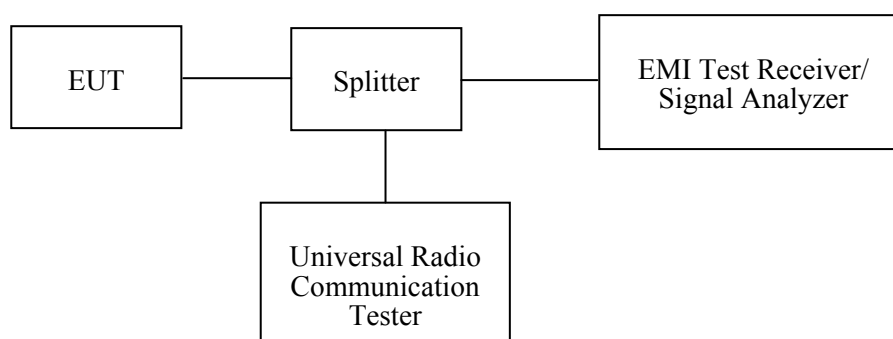 EUT
Splitter
EMI Test Receiver/
Signal Analyzer
Universal Radio
Communication
Tester